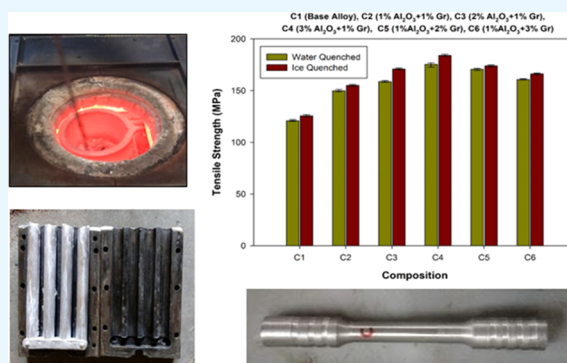 C1 (Base Alloy), C2 (1% Al₂O₃+1% Gr), C3 (2% Al₂O₃+1% Gr),
C4 (3% Al₂O₃+1% Gr), C5 (1%Al₂O₃+2% Gr), C6 (1%Al₂O₃+3% Gr)
200
150
100
50
0
Tensile Strength (MPa)
Water Quenched
Ice Quenched
C1 C2 C3 C4 C5 C6
Composition